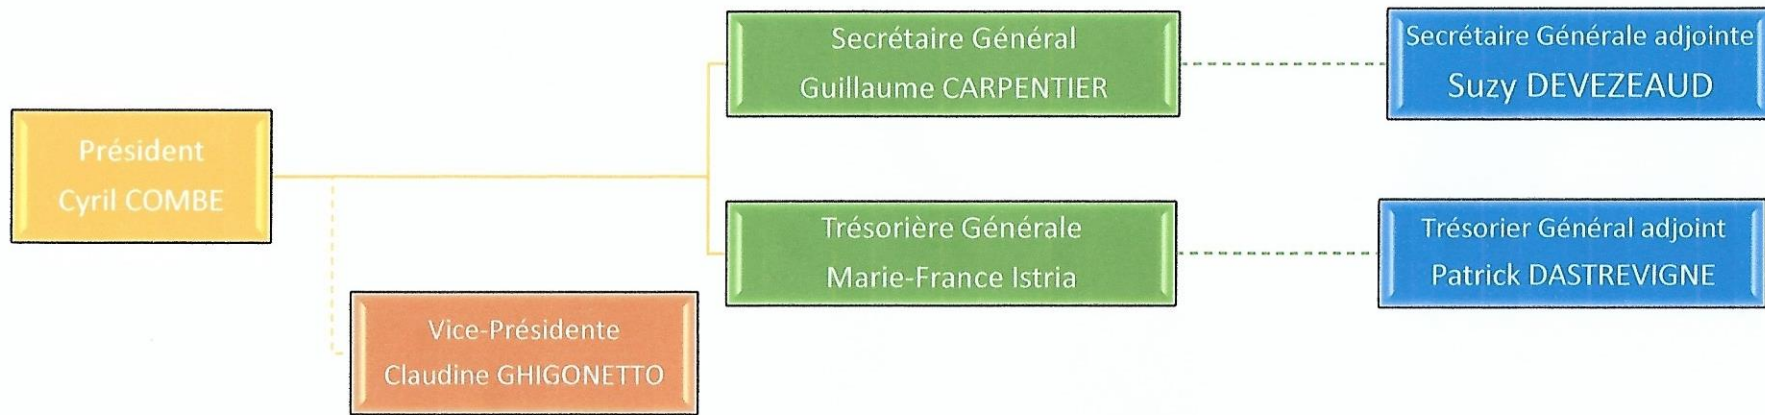 Secrétaire Général
Guillaume CARPENTIER
Secrétaire Générale adjointe
Suzy DEVEZEAUD
Président
Cyril COMBE
Trésorière Générale
Marie-France Istria
Trésorier Général adjoint
Patrick DASTREVIGNE
Vice-Présidente
Claudine GHIGONETTO